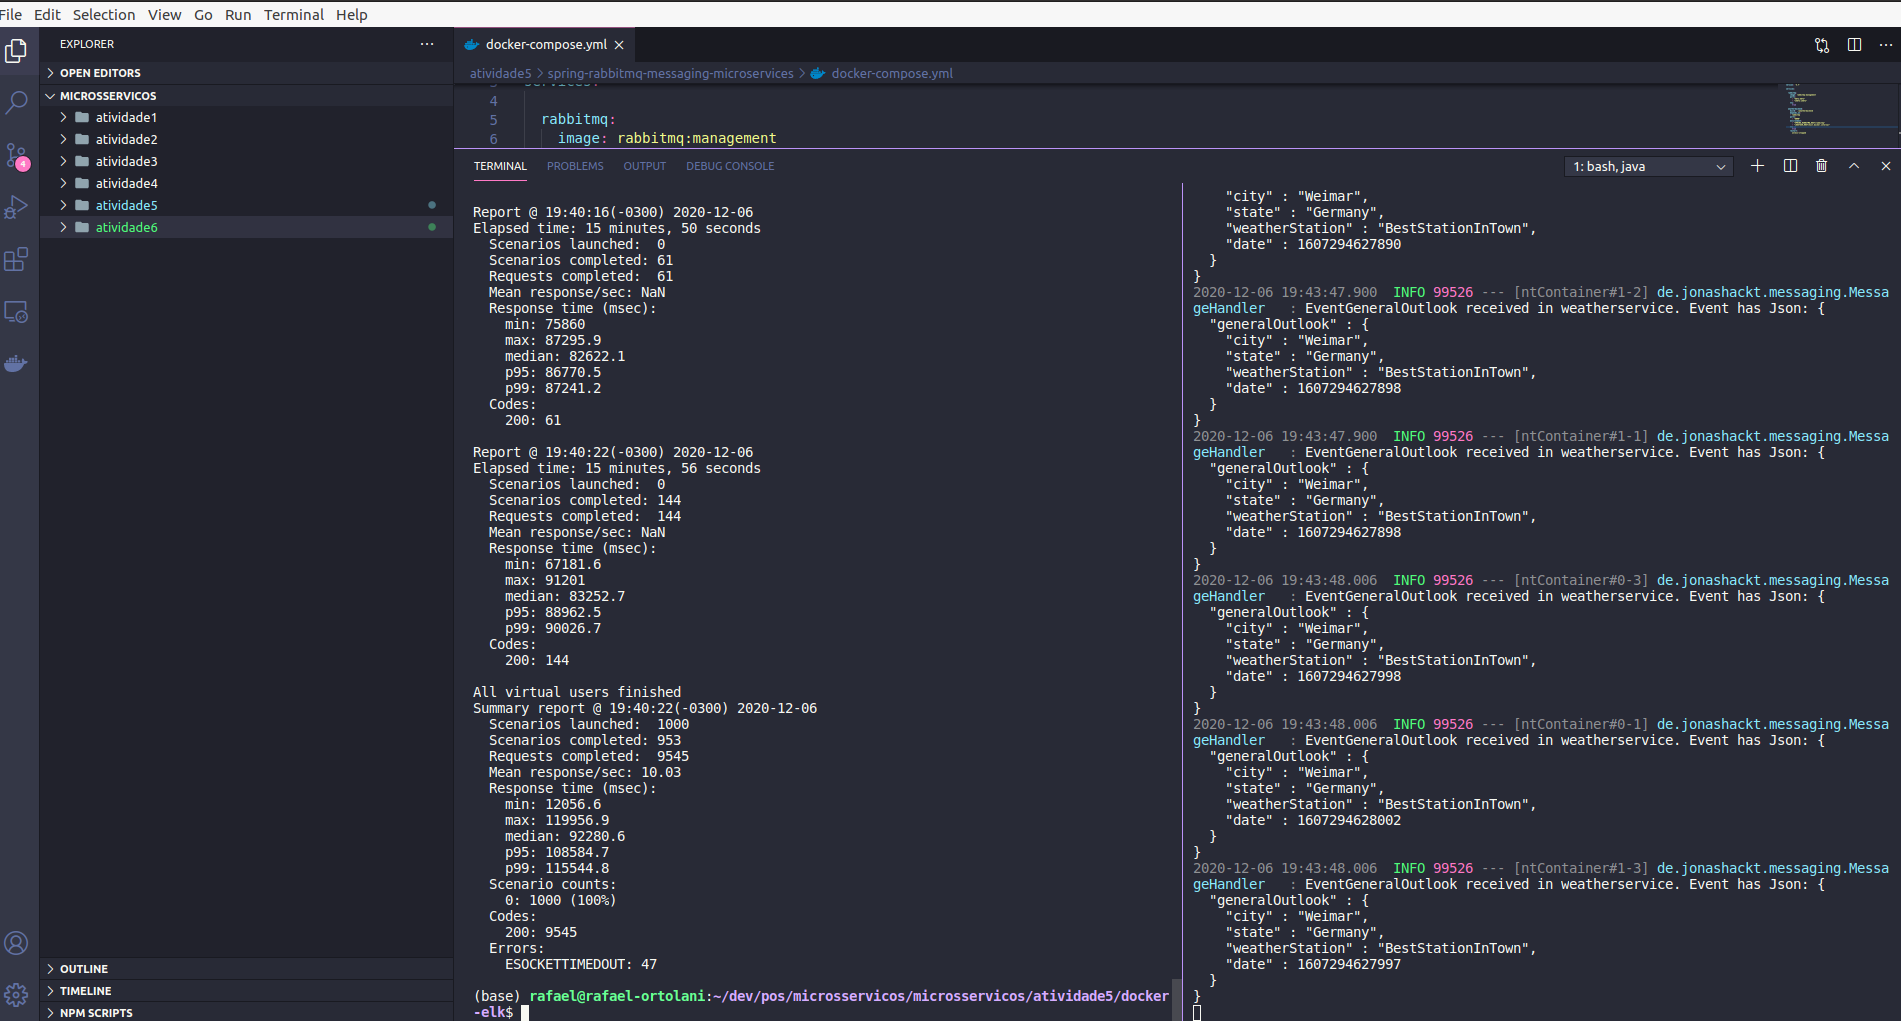 File Edit Selection View Go Run Terminal Help
EXPLORER ···
OPEN EDITORS
MICROSSERVICOS
atividade1
atividade2
atividade3
atividade4
atividade5
atividade6
OUTLINE
TIMELINE
NPM SCRIPTS
4
docker-compose.yml
atividade5 > spring-rabbitmq-messaging-microservices > docker-compose.yml
3 services:
4
5 rabbitmq:
6 image: rabbitmq:management
TERMINAL PROBLEMS OUTPUT DEBUG CONSOLE 1: bash, java
Report @ 19:40:16(-0300) 2020-12-06
Elapsed time: 15 minutes, 50 seconds
Scenarios launched: 0
Scenarios completed: 61
Requests completed: 61
Mean response/sec: NaN
Response time (msec):
min: 75860
max: 87295.9
median: 82622.1
p95: 86770.5
p99: 87241.2
Codes:
200: 61
Report @ 19:40:22(-0300) 2020-12-06
Elapsed time: 15 minutes, 56 seconds
Scenarios launched: 0
Scenarios completed: 144
Requests completed: 144
Mean response/sec: NaN
Response time (msec):
min: 67181.6
max: 91201
median: 83252.7
p95: 88962.5
p99: 90026.7
Codes:
200: 144
All virtual users finished
Summary report @ 19:40:22(-0300) 2020-12-06
Scenarios launched: 1000
Scenarios completed: 953
Requests completed: 9545
Mean response/sec: 10.03
Response time (msec):
min: 12056.6
max: 119956.9
median: 92280.6
p95: 108584.7
p99: 115544.8
Scenario counts:
0: 1000 (100%)
Codes:
200: 9545
Errors:
ESOCKETTIMEDOUT: 47
(base) rafael@rafael-ortolani:~/dev/pos/microsservicos/microsservicos/atividade5/docker
-elk$
"city" : "Weimar",
"state" : "Germany",
"weatherStation" : "BestStationInTown",
"date" : 1607294627890
}
}
2020-12-06 19:43:47.900 INFO 99526 --- [ntContainer#1-2] de.jonashackt.messaging.Messa
geHandler : EventGeneralOutlook received in weatherservice. Event has Json: {
"generalOutlook" : {
"city" : "Weimar",
"state" : "Germany",
"weatherStation" : "BestStationInTown",
"date" : 1607294627898
}
}
2020-12-06 19:43:47.900 INFO 99526 --- [ntContainer#1-1] de.jonashackt.messaging.Messa
geHandler : EventGeneralOutlook received in weatherservice. Event has Json: {
"generalOutlook" : {
"city" : "Weimar",
"state" : "Germany",
"weatherStation" : "BestStationInTown",
"date" : 1607294627898
}
}
2020-12-06 19:43:48.006 INFO 99526 --- [ntContainer#0-3] de.jonashackt.messaging.Messa
geHandler : EventGeneralOutlook received in weatherservice. Event has Json: {
"generalOutlook" : {
"city" : "Weimar",
"state" : "Germany",
"weatherStation" : "BestStationInTown",
"date" : 1607294627998
}
}
2020-12-06 19:43:48.006 INFO 99526 --- [ntContainer#0-1] de.jonashackt.messaging.Messa
geHandler : EventGeneralOutlook received in weatherservice. Event has Json: {
"generalOutlook" : {
"city" : "Weimar",
"state" : "Germany",
"weatherStation" : "BestStationInTown",
"date" : 1607294628002
}
}
2020-12-06 19:43:48.006 INFO 99526 --- [ntContainer#1-3] de.jonashackt.messaging.Messa
geHandler : EventGeneralOutlook received in weatherservice. Event has Json: {
"generalOutlook" : {
"city" : "Weimar",
"state" : "Germany",
"weatherStation" : "BestStationInTown",
"date" : 1607294627997
}
}